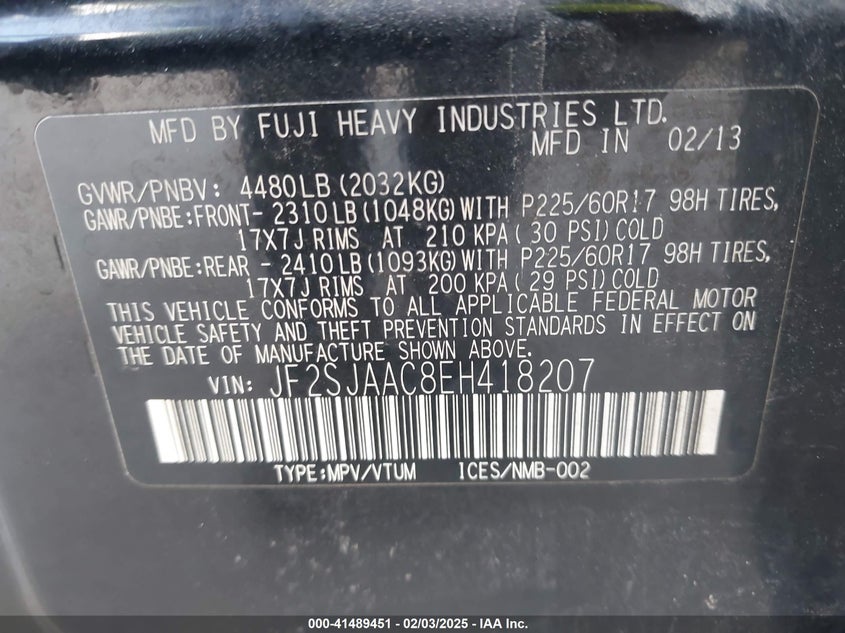 MFD BY FUJI HEAVY INDUSTRIES LTD.
MFD IN 02/13
GVWR/PNBV: 4480LB(2032KG)
GAWR/PNBE:FRONT- 2310LB(1048KG)WITH P225/60R17 98H TIRES,
17X7J RIMS AT 210 KPA( 30 PSI)COLD
GAWR/PNBE:REAR - 2410LB(1093KG)WITH P225/60R17 98H TIRES,
17X7J RIMS AT 200 KPA( 29 PSI)COLD
THIS VEHICLE CONFORMS TO ALL APPLICABLE FEDERAL MOTOR
VEHICLE SAFETY AND THEFT PREVENTION STANDARDS IN EFFECT ON
THE DATE OF MANUFACTURE SHOWN ABOVE.
VIN: JF2SJAAC8EH418207
TYPE:MPV/VTUM ICES/NMB-002
000-41489451 - 02/03/2025 - IAA Inc.